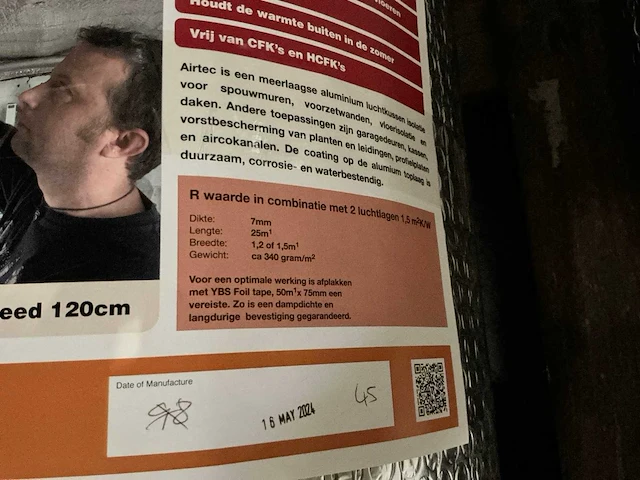 vloeren
Houdt de warmte buiten in de zomer
Vrij van CFK's en HCFK's
Airtec is een meerlaagse aluminium luchtkussen isolatie
voor spouwmuren, voorzetwanden, vloerisolatie en
daken. Andere toepassingen zijn garagedeuren, kassen,
vorstbescherming van planten en leidingen, profielplaten
en aircokanalen. De coating op de alumium toplaag is
duurzaam, corrosie- en waterbestendig.
R waarde in combinatie met 2 luchtlagen 1,5 m²K/W
Dikte: 7mm
Lengte: 25m¹
Breedte: 1,2 of 1,5m¹
Gewicht: ca 340 gram/m²
Voor een optimale werking is afplakken
met YBS Foil tape, 50m¹x 75mm een
vereiste. Zo is een dampdichte en
langdurige bevestiging gegarandeerd.
eed 120cm
Date of Manufacture
16 MAY 2024
45